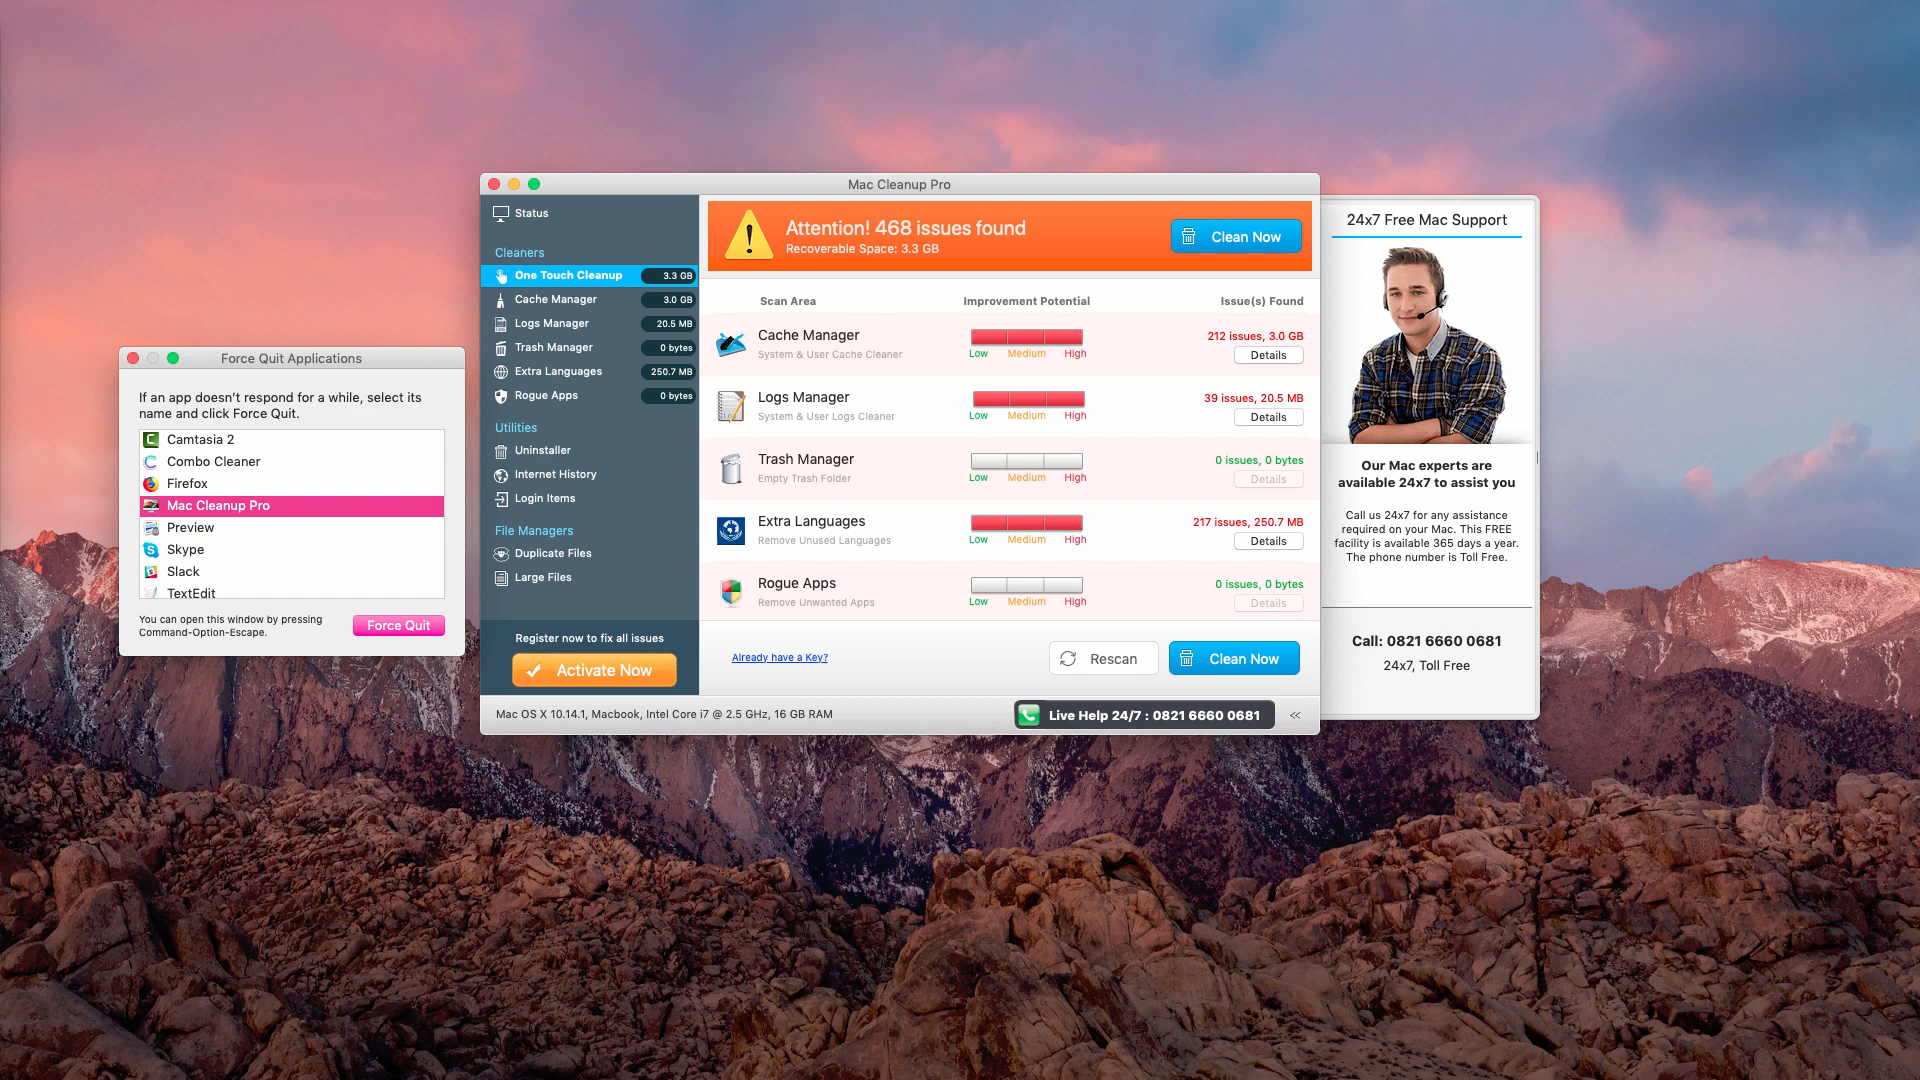 Force Quit Applications
If an app doesn't respond for a while, select its
name and click Force Quit.
Camtasia 2
Combo Cleaner
Firefox
Mac Cleanup Pro
Preview
Skype
Slack
TextEdit
You can open this window by pressing
Command-Option-Escape.
Force Quit
Mac Cleanup Pro
Status
Cleaners
One Touch Cleanup 3.3 GB
Cache Manager 3.0 GB
Logs Manager 20.5 MB
Trash Manager 0 bytes
Extra Languages 250.7 MB
Rogue Apps 0 bytes
Utilities
Uninstaller
Internet History
Login Items
File Managers
Duplicate Files
Large Files
Register now to fix all issues
Activate Now
Attention! 468 issues found
Recoverable Space: 3.3 GB
Clean Now
Scan Area Improvement Potential Issue(s) Found
Cache Manager
System & User Cache Cleaner
Low Medium High
212 issues, 3.0 GB
Details
Logs Manager
System & User Logs Cleaner
Low Medium High
39 issues, 20.5 MB
Details
Trash Manager
Empty Trash Folder
Low Medium High
0 issues, 0 bytes
Details
Extra Languages
Remove Unused Languages
Low Medium High
217 issues, 250.7 MB
Details
Rogue Apps
Remove Unwanted Apps
Low Medium High
0 issues, 0 bytes
Details
Already have a Key?
Rescan
Clean Now
Mac OS X 10.14.1, Macbook, Intel Core i7 @ 2.5 GHz, 16 GB RAM
Live Help 24/7 : 0821 6660 0681
<<
24x7 Free Mac Support
Our Mac experts are
available 24x7 to assist you
Call us 24x7 for any assistance
required on your Mac. This FREE
facility is available 365 days a year.
The phone number is Toll Free.
Call: 0821 6660 0681
24x7, Toll Free